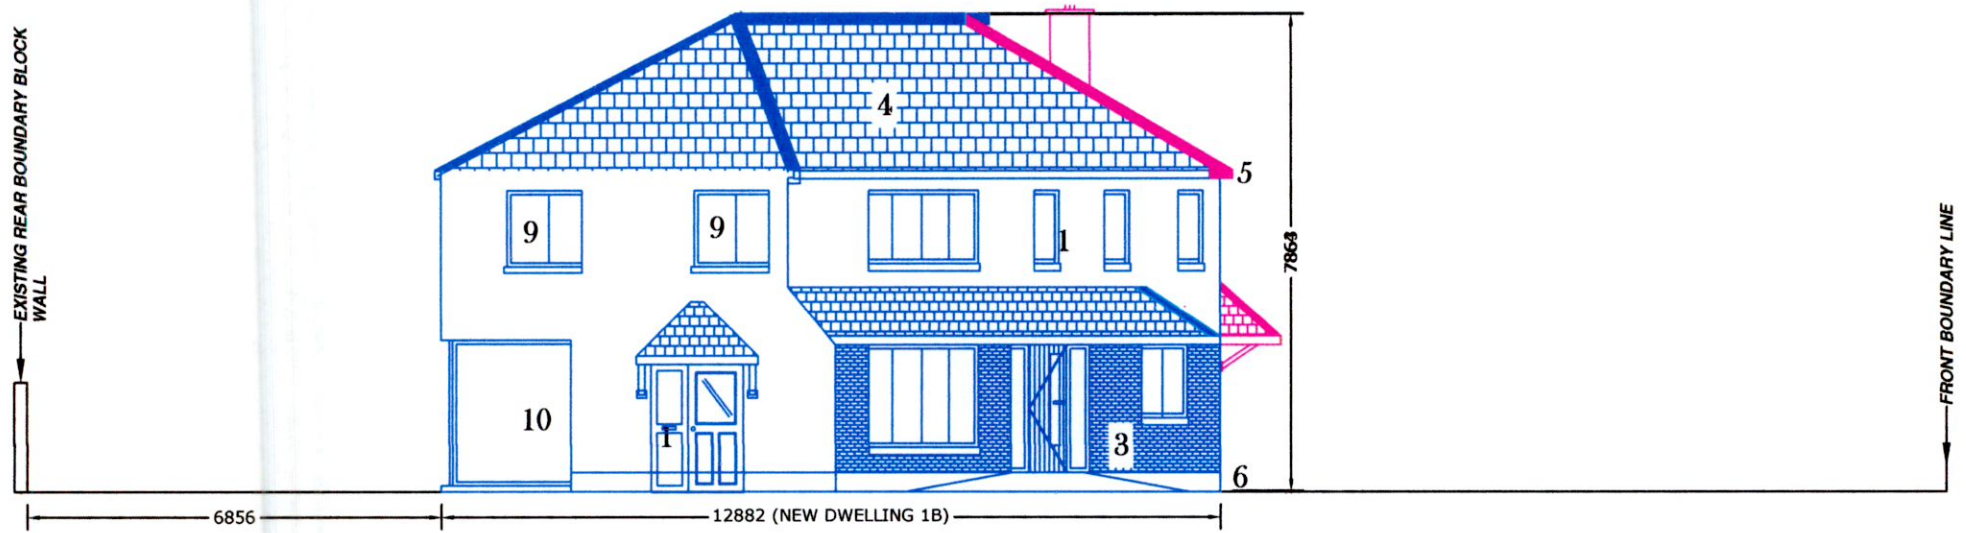 EXISTING REAR BOUNDARY BLOCK
WALL
4
5
9
9
1
10
1
3
6
FRONT BOUNDARY LINE
6856
12882 (NEW DWELLING 1B)